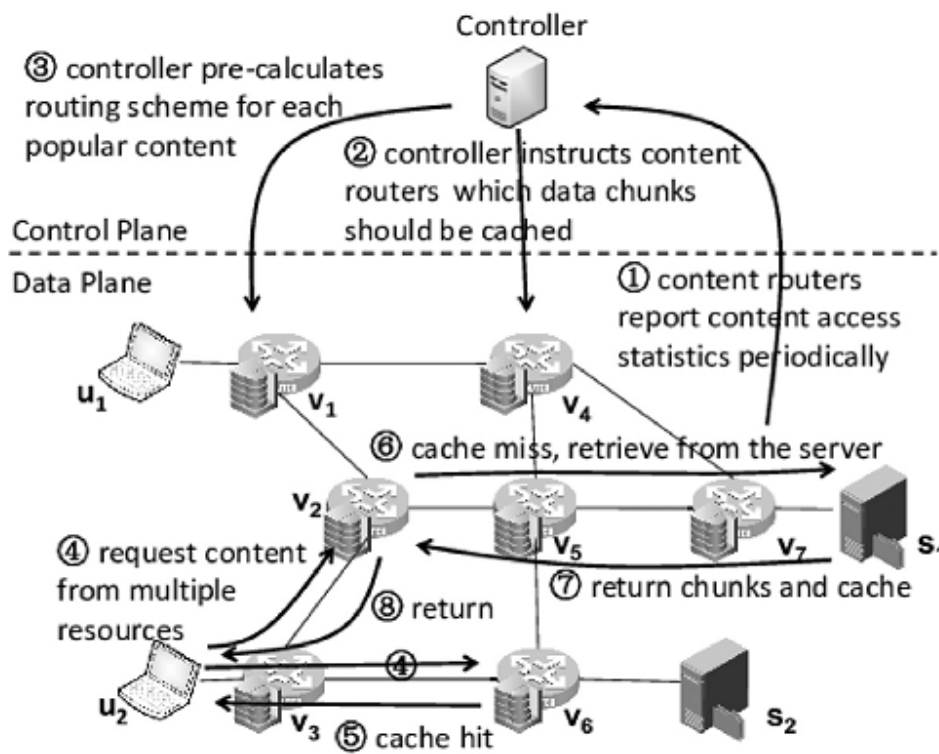 Controller
③ controller pre-calculates
routing scheme for each
popular content
② controller instructs content
routers which data chunks
should be cached
Control Plane
Data Plane
① content routers
report content access
statistics periodically
u₁
v₁
v₄
⑥ cache miss, retrieve from the server
v₂
v₅
v₇
④ request content
from multiple
resources
⑦ return chunks and cache
⑧ return
④
u₂
v₃
v₆
s₂
⑤ cache hit